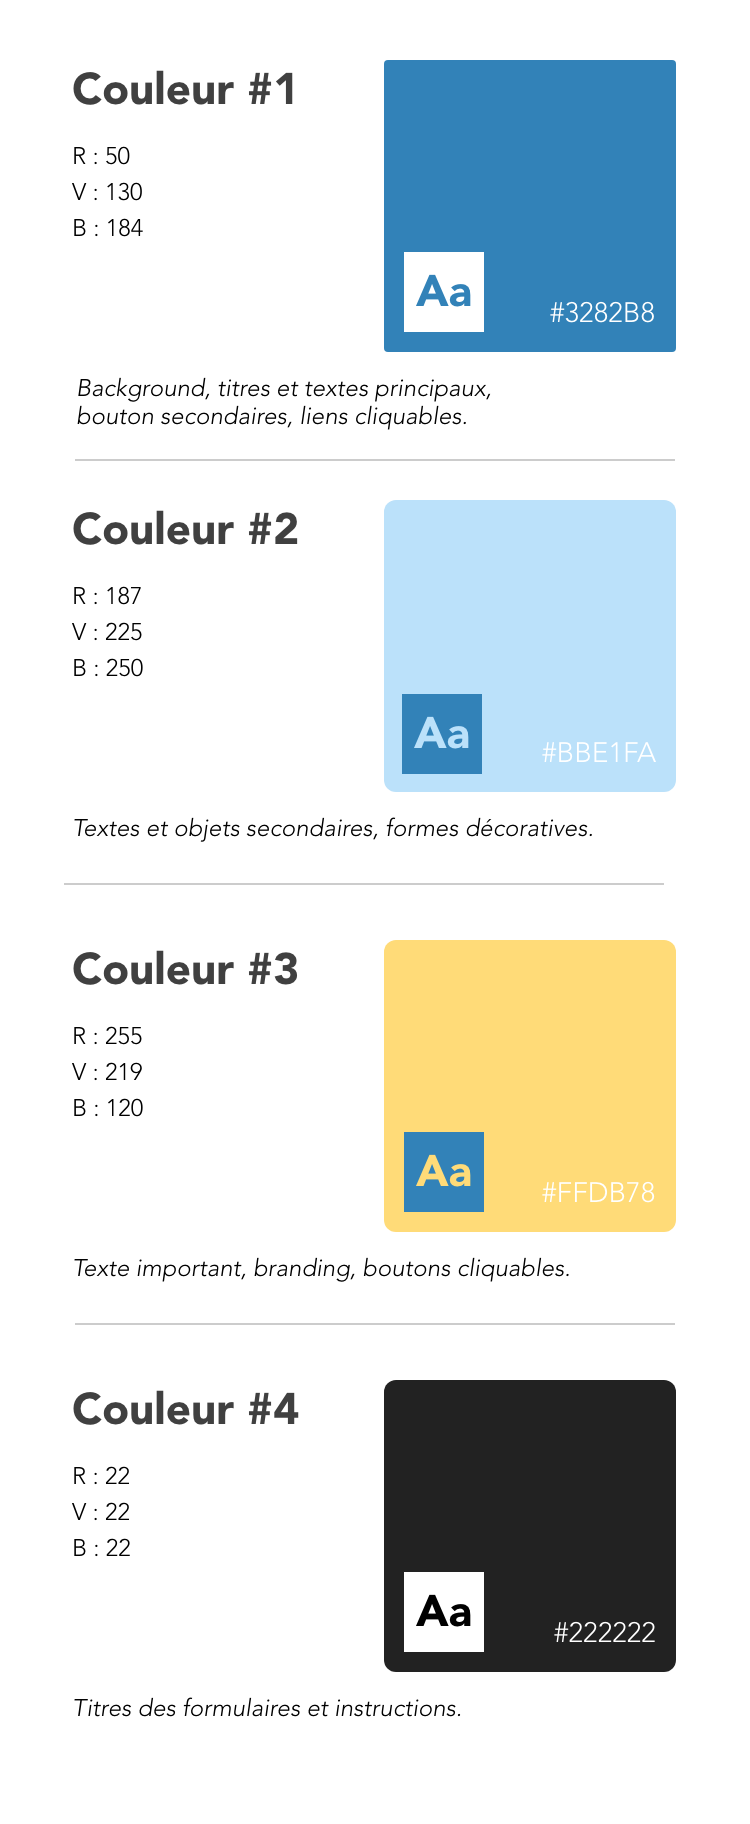 Couleur #1
R : 50
V : 130
B : 184
Aa
#3282B8
Background, titres et textes principaux,
bouton secondaires, liens cliquables.
Couleur #2
R : 187
V : 225
B : 250
Aa
#BBE1FA
Textes et objets secondaires, formes décoratives.
Couleur #3
R : 255
V : 219
B : 120
Aa
#FFDB78
Texte important, branding, boutons cliquables.
Couleur #4
R : 22
V : 22
B : 22
Aa
#222222
Titres des formulaires et instructions.